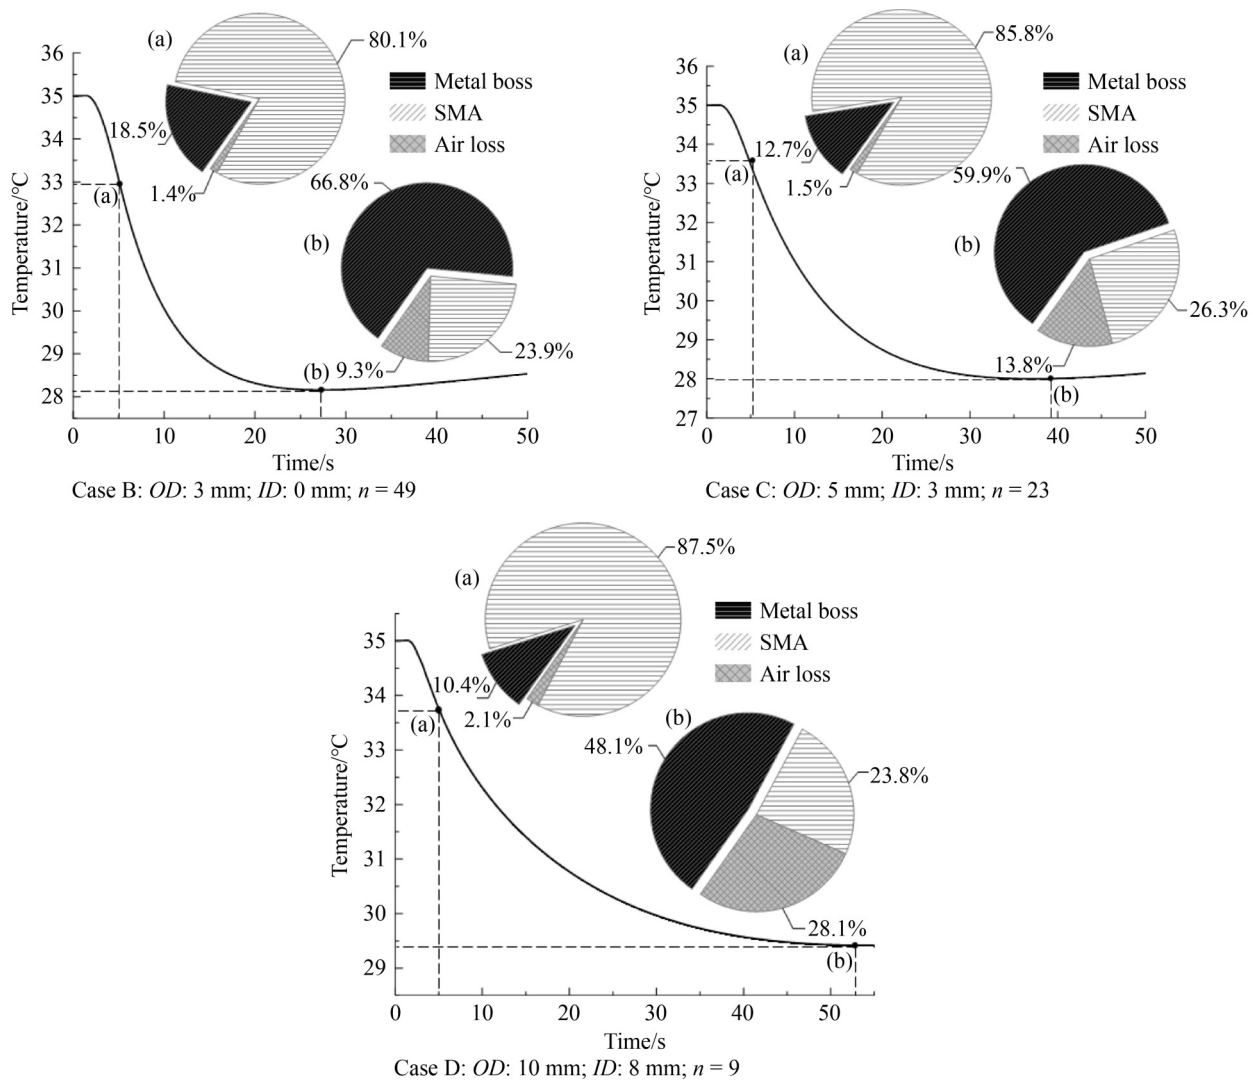 (a)
80.1%
18.5%
1.4%
Metal boss
SMA
Air loss
66.8%
(b)
23.9%
9.3%
(a)
(b)
Temperature/°C
36
35
34
33
32
31
30
29
28
0
10
20
30
40
50
Time/s
Case B: OD: 3 mm; ID: 0 mm; n = 49
(a)
85.8%
12.7%
1.5%
Metal boss
SMA
Air loss
59.9%
(b)
26.3%
13.8%
(a)
(b)
Temperature/°C
36
35
34
33
32
31
30
29
28
27
0
10
20
30
40
50
Time/s
Case C: OD: 5 mm; ID: 3 mm; n = 23
(a)
87.5%
10.4%
2.1%
Metal boss
SMA
Air loss
(b)
48.1%
23.8%
28.1%
(a)
(b)
Temperature/°C
35
34
33
32
31
30
29
0
10
20
30
40
50
Time/s
Case D: OD: 10 mm; ID: 8 mm; n = 9